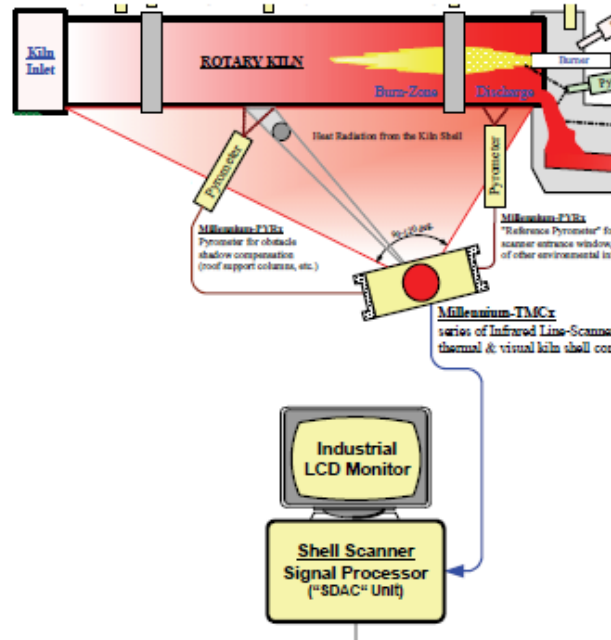 Kiln
Inlet
ROTARY KILN
Burner
Burn-Zone
Discharge
Heat Radiation from the Kiln Shell
Pyrometer
Pyrometer
Millennium-PYRx
Pyrometer for obstacle
shadow compensation
(roof support columns, etc.)
Millennium-PYRx
"Reference Pyrometer" fo
scanner entrance window,
of other environmental in
Millennium-TMCx
series of Infrared Line-Scanne
thermal & visual kiln shell con
Industrial
LCD Monitor
Shell Scanner
Signal Processor
("SDAC" Unit)